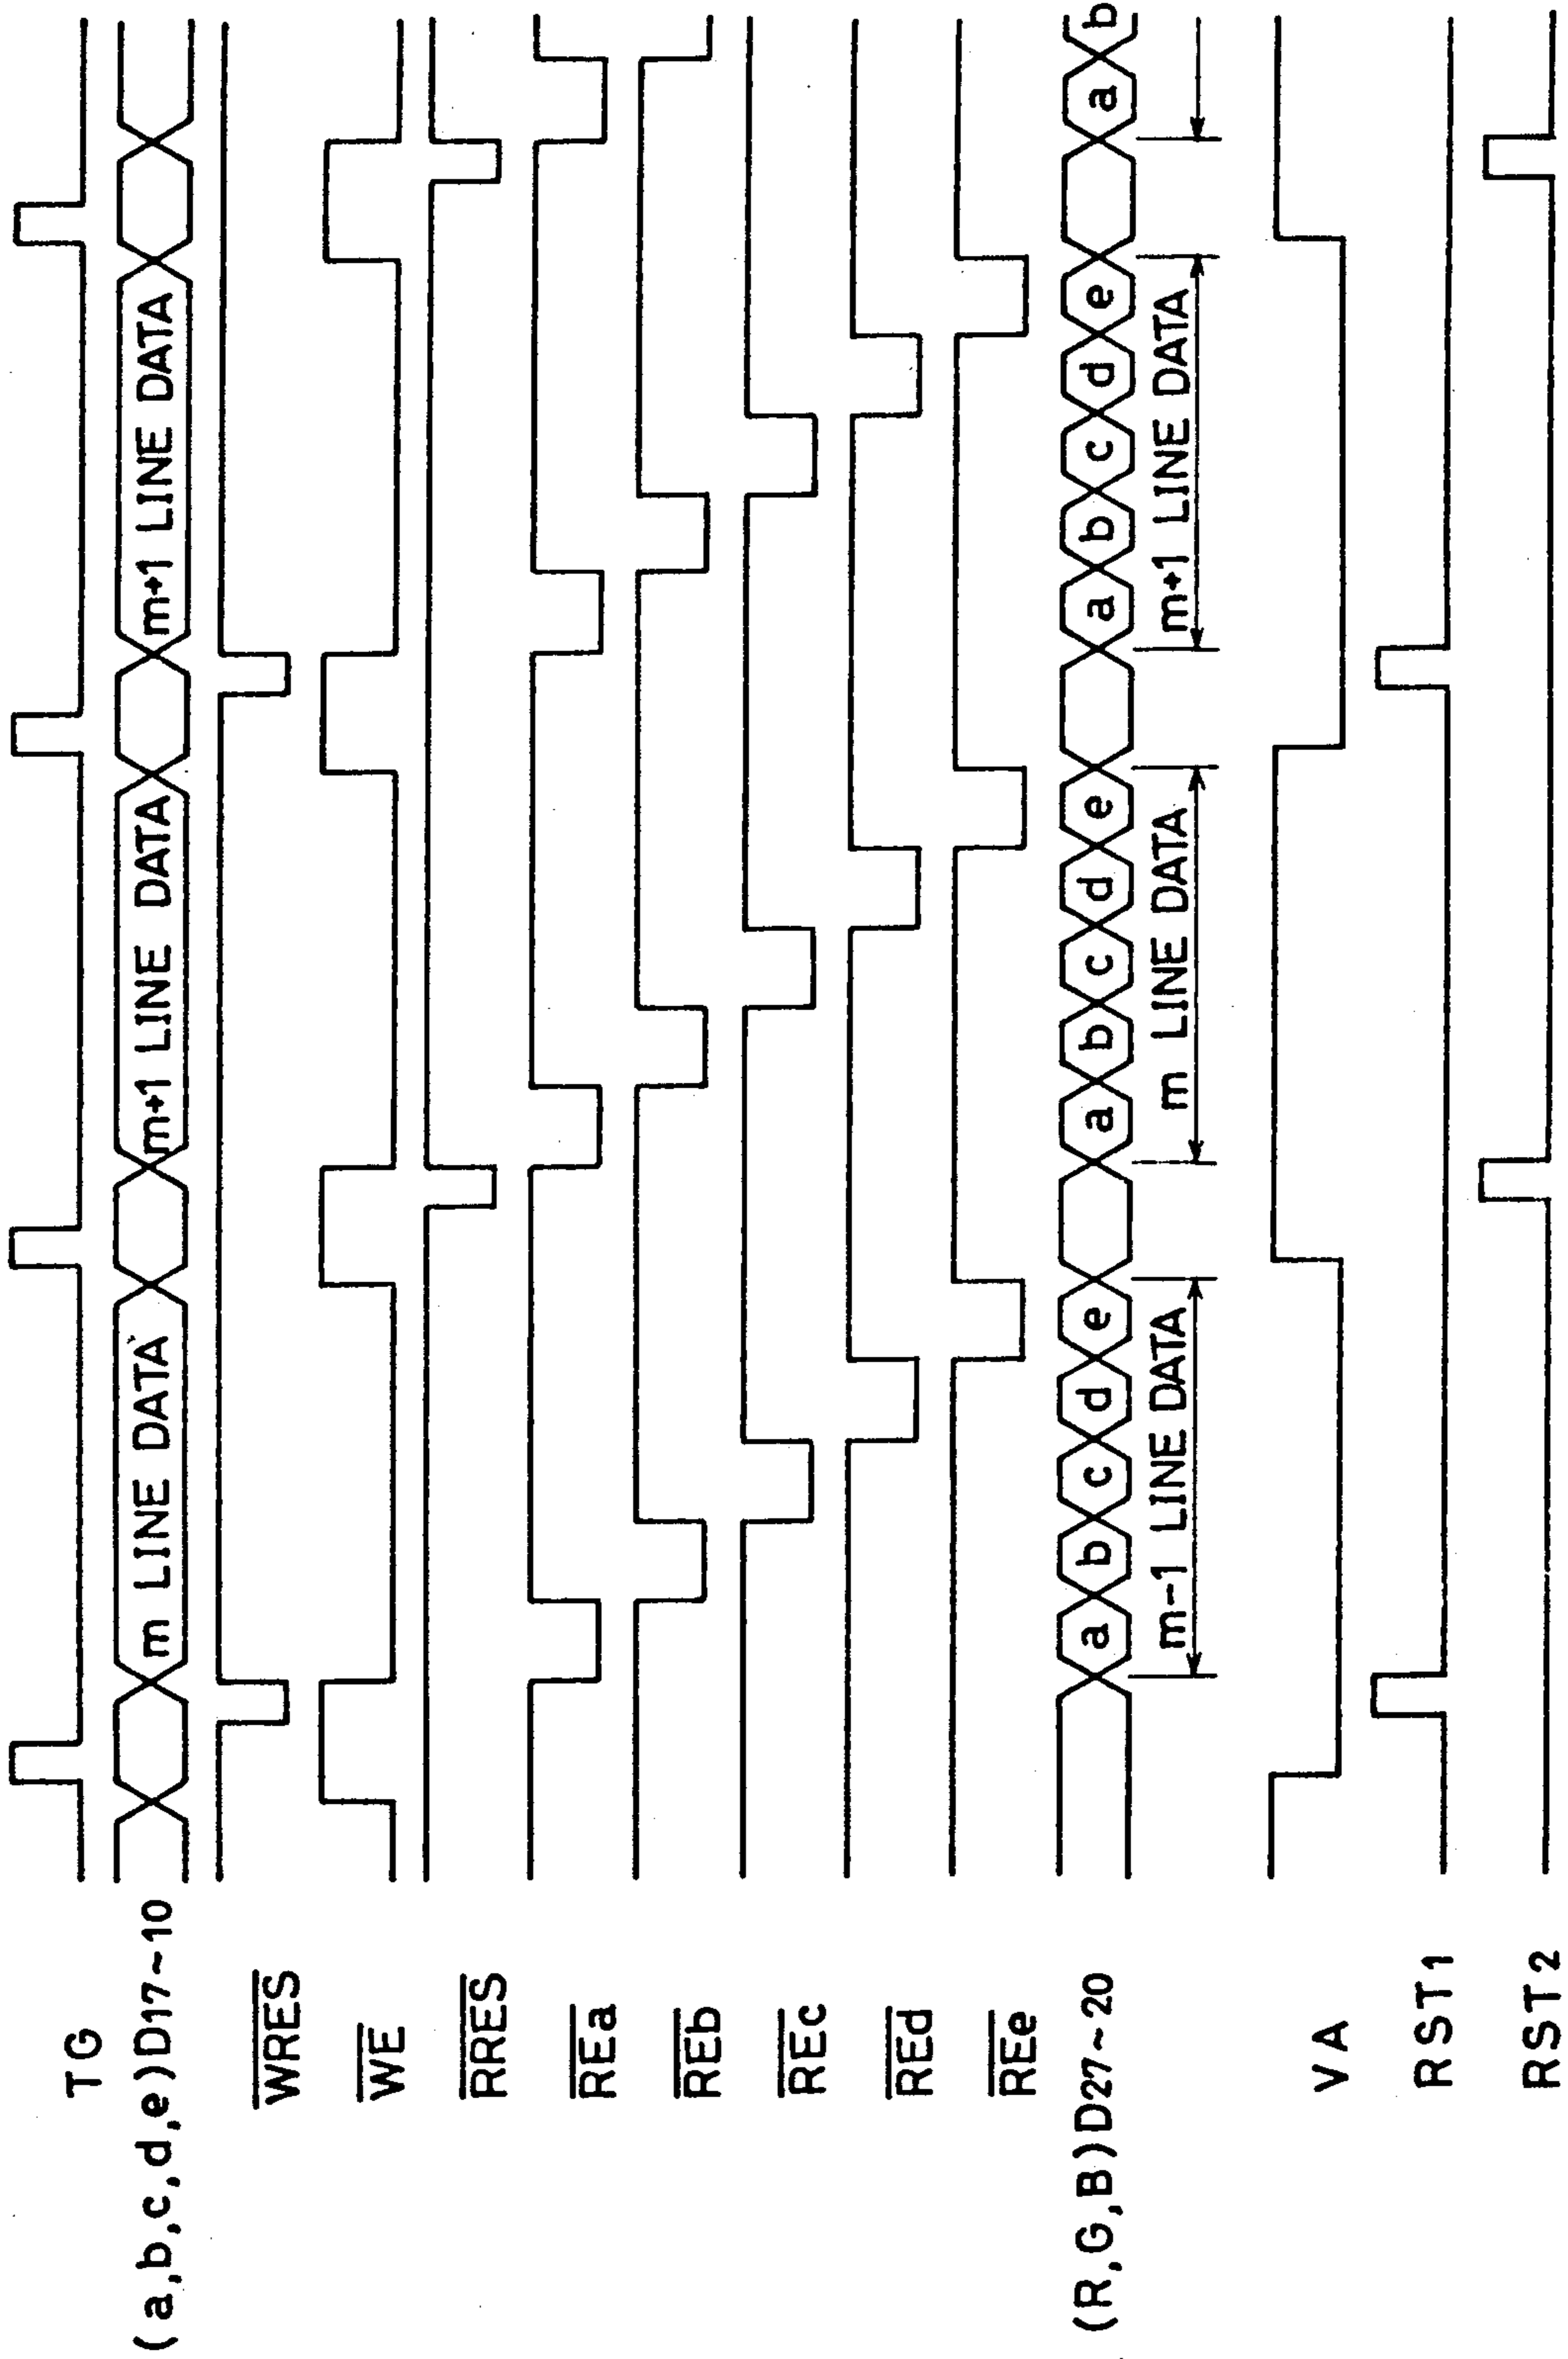 TG
(a,b,c,d,e)D17~10
m LINE DATA m+1 LINE DATA m+1 LINE DATA
WRES
WE
RRES
REa
REb
REc
REd
REe
(R,G,B)D27~20
a b c d e a b c d e a b c d e a b
m-1 LINE DATA m LINE DATA m+1 LINE DATA
VA
RST1
RST2